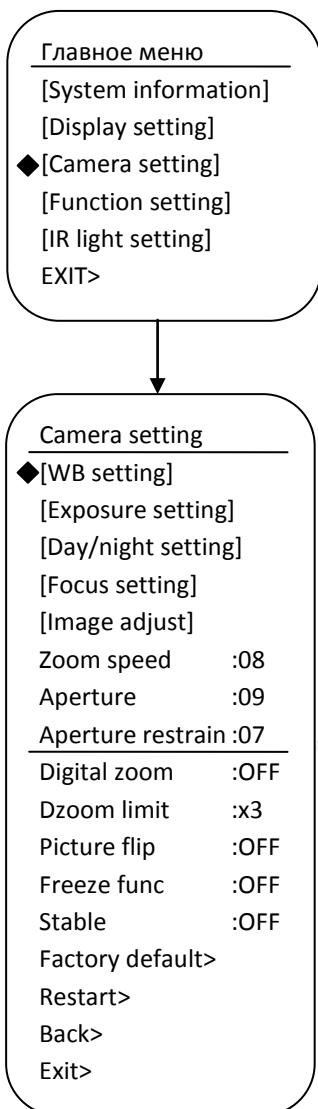 Главное меню
[System information]
[Display setting]
[Camera setting]
[Function setting]
[IR light setting]
EXIT>
Camera setting
[WB setting]
[Exposure setting]
[Day/night setting]
[Focus setting]
[Image adjust]
Zoom speed :08
Aperture :09
Aperture restrain :07
Digital zoom :OFF
Dzoom limit :x3
Picture flip :OFF
Freeze func :OFF
Stable :OFF
Factory default>
Restart>
Back>
Exit>